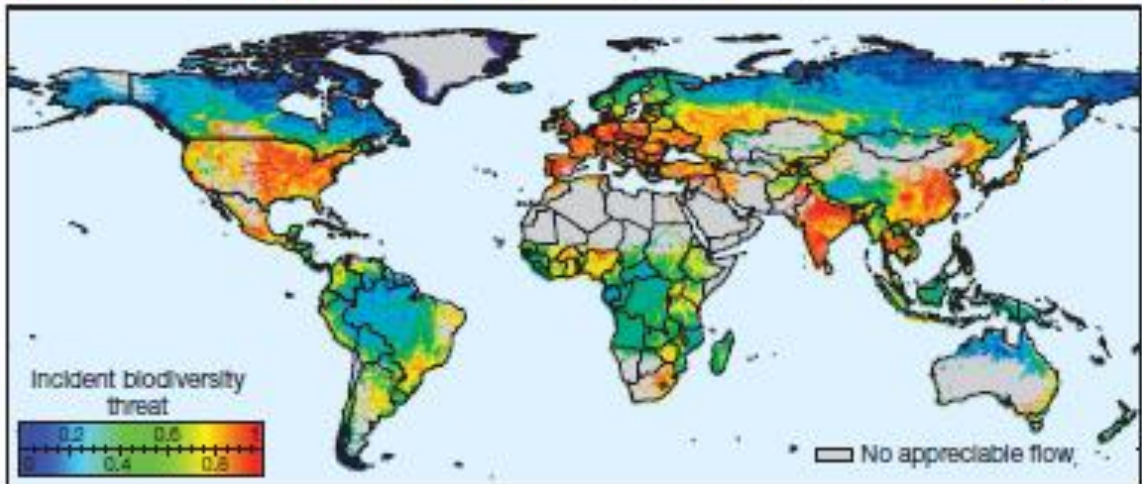 Incident biodiversity
threat
0.2 0.6 1
0 0.4 0.8
No appreciable flow